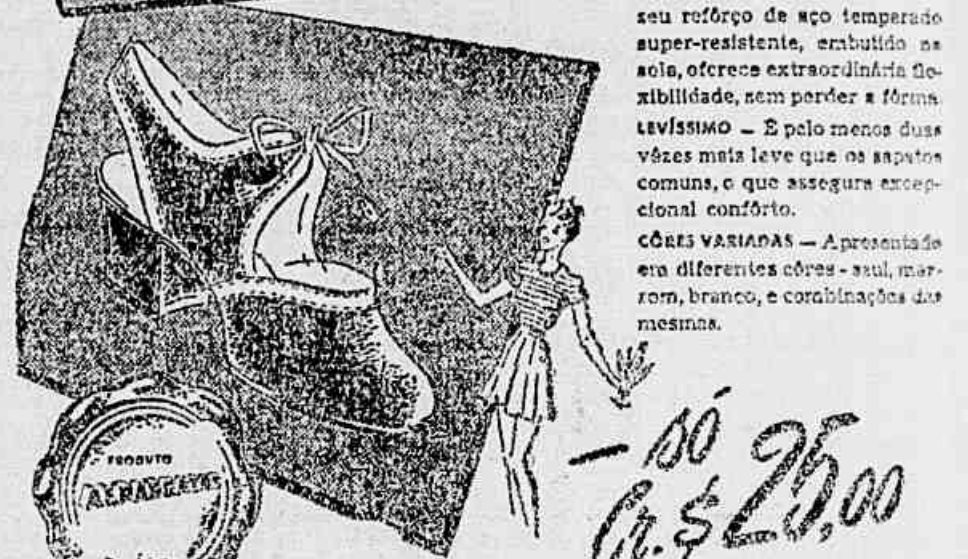 seu refôrço de aço temperado
super-resistente, embutido na
sola, oferece extraordinária fle-
xibilidade, sem perder a fôrma.
LEVÍSSIMO — É pelo menos duas
vêzes mais leve que os sapatos
comuns, o que assegura excep-
cional confôrto.
CÔRES VARIADAS — Apresentado
em diferentes côres - azul, mar-
rom, branco, e combinações das
mesmas.
— só
Cr.$ 25,00
PRODUTO